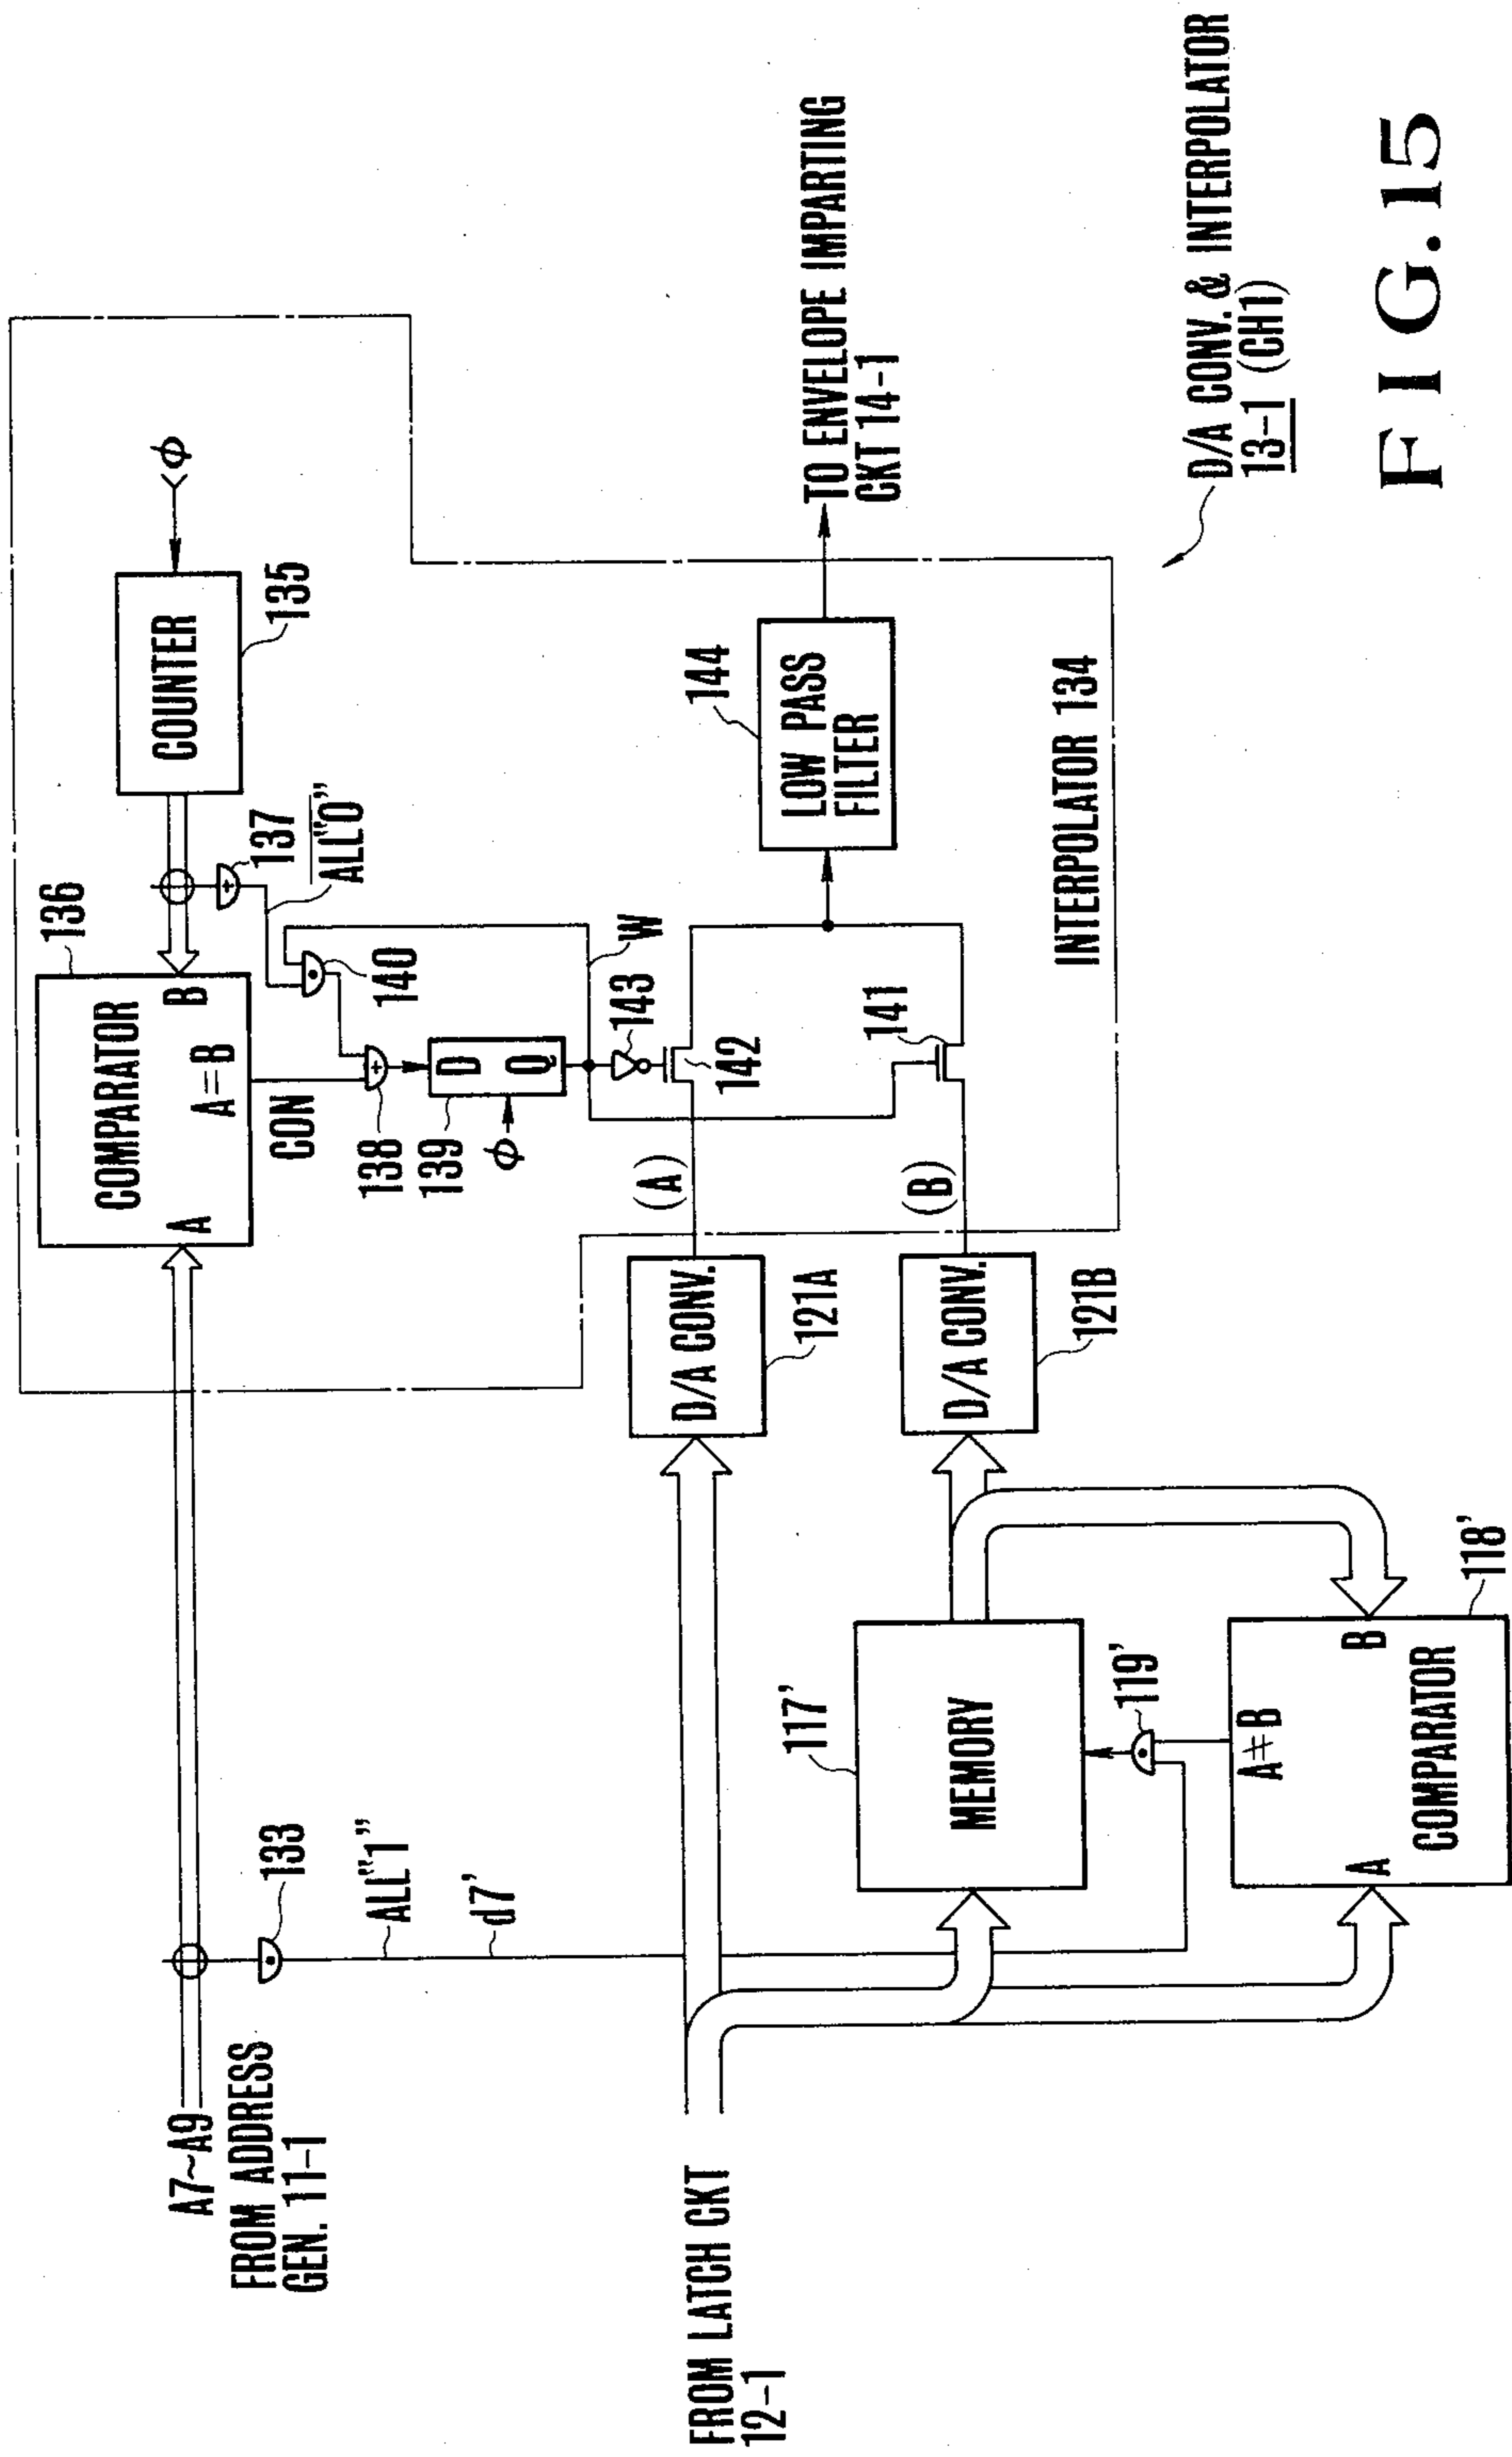 A7~A9
FROM ADDRESS
GEN. 11-1
133
ALL"1"
d7'
136
COMPARATOR
A
B
A=B
CON
COUNTER
135
ϕ
137
ALL"0"
140
138
139
D
Q
ϕ
W
143
142
141
(A)
(B)
144
LOW PASS
FILTER
TO ENVELOPE IMPARTING
CKT 14-1
INTERPOLATOR 134
FROM LATCH CKT
12-1
D/A CONV.
121A
D/A CONV.
121B
117'
MEMORY
119'
A≠B
A
B
COMPARATOR
118'
D/A CONV. & INTERPOLATOR
13-1 (CH1)
FIG.15